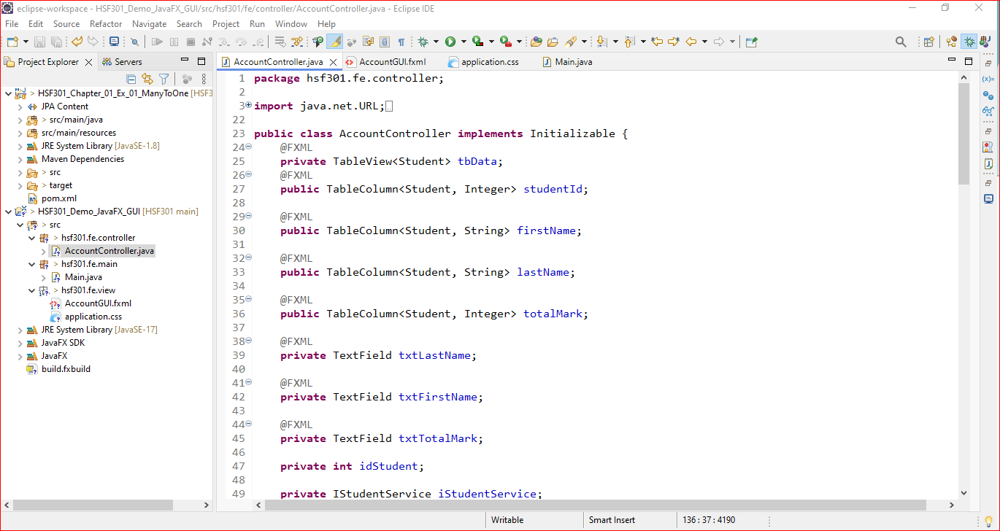 eclipse-workspace - HSF301_Demo_JavaFX_GUI/src/hsf301/fe/controller/AccountController.java - Eclipse IDE
File Edit Source Refactor Navigate Search Project Run Window Help
Project Explorer Servers
HSF301_Chapter_01_Ex_01_ManyToOne [HSF3
JPA Content
> src/main/java
src/main/resources
JRE System Library [JavaSE-1.8]
Maven Dependencies
> src
> target
pom.xml
> HSF301_Demo_JavaFX_GUI [HSF301 main]
> src
> hsf301.fe.controller
AccountController.java
> hsf301.fe.main
Main.java
> hsf301.fe.view
AccountGUI.fxml
application.css
JRE System Library [JavaSE-17]
JavaFX SDK
JavaFX
build.fxbuild
AccountController.java AccountGUI.fxml application.css Main.java
1 package hsf301.fe.controller;
2
3 import java.net.URL;
22
23 public class AccountController implements Initializable {
24 @FXML
25 private TableView<Student> tbData;
26 @FXML
27 public TableColumn<Student, Integer> studentId;
28
29 @FXML
30 public TableColumn<Student, String> firstName;
31
32 @FXML
33 public TableColumn<Student, String> lastName;
34
35 @FXML
36 public TableColumn<Student, Integer> totalMark;
37
38 @FXML
39 private TextField txtLastName;
40
41 @FXML
42 private TextField txtFirstName;
43
44 @FXML
45 private TextField txtTotalMark;
46
47 private int idStudent;
48
49 private IStudentService iStudentService;
Writable Smart Insert 136 : 37 : 4190